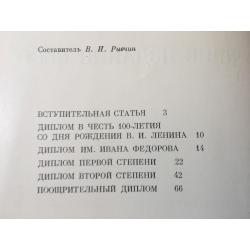 Составитель В. И. Рывчин
ВСТУПИТЕЛЬНАЯ СТАТЬЯ 3
ДИПЛОМ В ЧЕСТЬ 100-ЛЕТИЯ
СО ДНЯ РОЖДЕНИЯ В. И. ЛЕНИНА 10
ДИПЛОМ ИМ. ИВАНА ФЕДОРОВА 14
ДИПЛОМ ПЕРВОЙ СТЕПЕНИ 22
ДИПЛОМ ВТОРОЙ СТЕПЕНИ 42
ПООЩРИТЕЛЬНЫЙ ДИПЛОМ 66